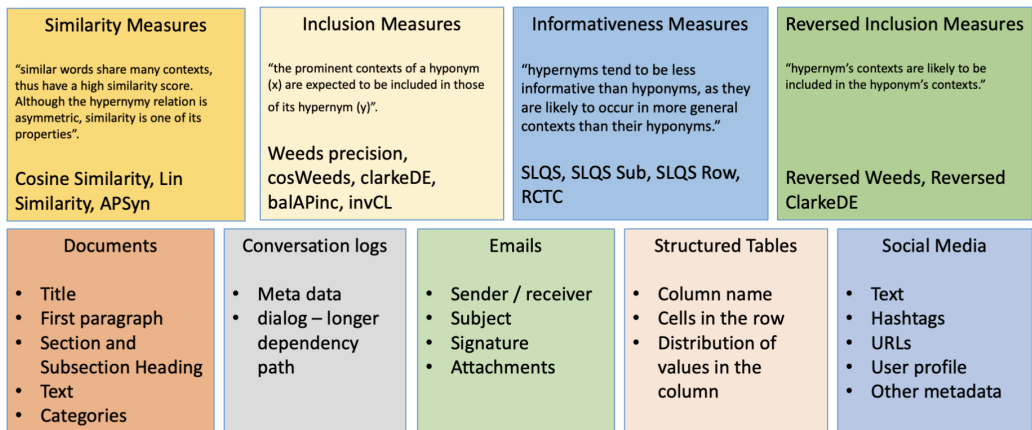 Similarity Measures
“similar words share many contexts,
thus have a high similarity score.
Although the hypernymy relation is
asymmetric, similarity is one of its
properties”.
Cosine Similarity, Lin
Similarity, APSyn
Inclusion Measures
“the prominent contexts of a hyponym
(x) are expected to be included in those
of its hypernym (y)”.
Weeds precision,
cosWeeds, clarkeDE,
balAPinc, invCL
Informativeness Measures
“hypernyms tend to be less
informative than hyponyms, as they
are likely to occur in more general
contexts than their hyponyms.”
SLQS, SLQS Sub, SLQS Row,
RCTC
Reversed Inclusion Measures
“hypernym’s contexts are likely to be
included in the hyponym’s contexts.”
Reversed Weeds, Reversed
ClarkeDE
Documents
• Title
• First paragraph
• Section and
Subsection Heading
• Text
• Categories
Conversation logs
• Meta data
• dialog – longer
dependency
path
Emails
• Sender / receiver
• Subject
• Signature
• Attachments
Structured Tables
• Column name
• Cells in the row
• Distribution of
values in the
column
Social Media
• Text
• Hashtags
• URLs
• User profile
• Other metadata